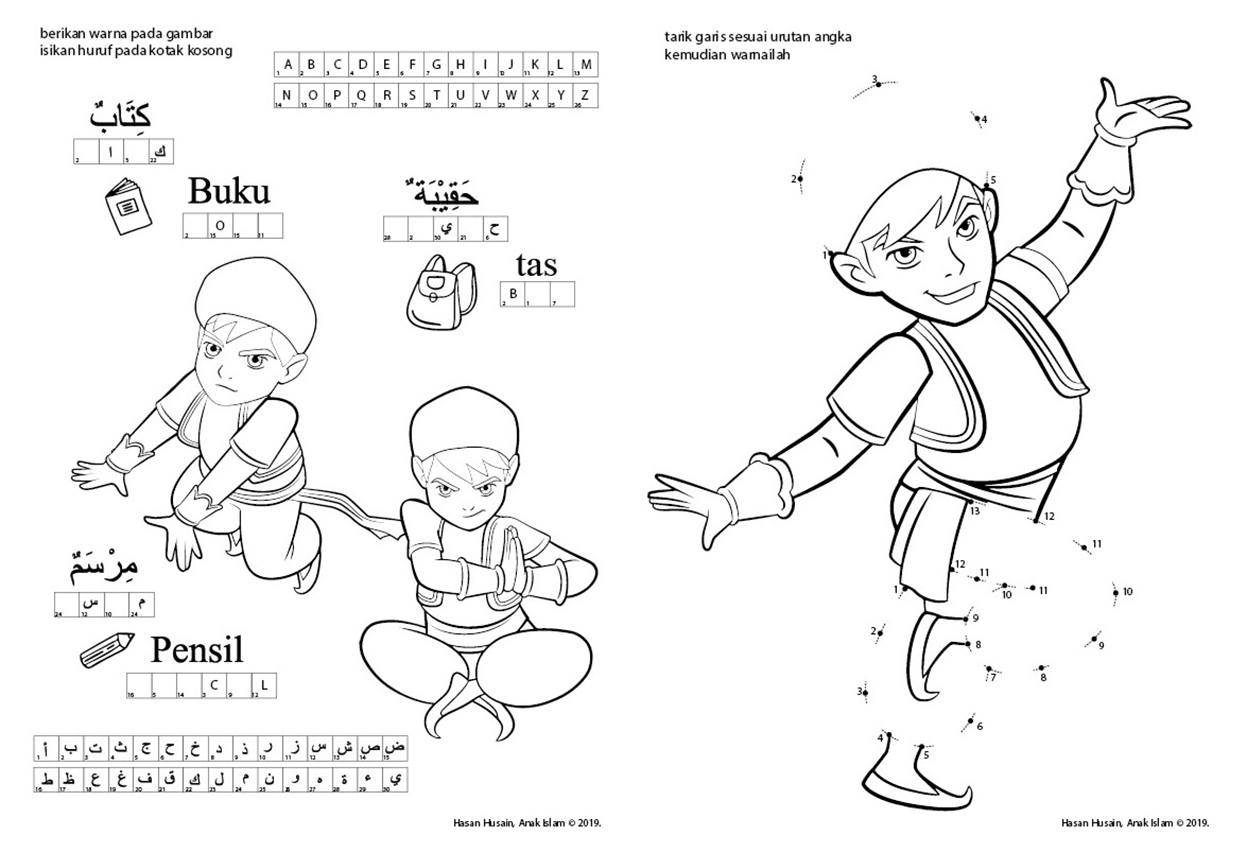 berikan warna pada gambar
isikan huruf pada kotak kosong
A B C D E F G H I J K L M
1 2 3 4 5 6 7 8 9 10 11 12 13
N O P Q R S T U V W X Y Z
14 15 16 17 18 19 20 21 22 23 24 25 26
كِتَابٌ
ك ا
2 1 3 22
Buku
O
2 15 15 11
حَقِيْبَةٌ
ح ي
28 2 30 21 6
tas
B
2 1 7
مِرْسَمٌ
م س
24 12 10 24
Pensil
C L
16 5 14 3 9 12
أ ب ت ث ج ح خ د ذ ر ز س ش ص ض
1 2 3 4 5 6 7 8 9 10 11 12 13 14 15
ط ظ ع غ ف ق ك ل م ن و ه ة ء ي
16 17 18 19 20 21 22 23 24 25 26 27 28 29 30
Hasan Husain, Anak Islam © 2019.
tarik garis sesuai urutan angka
kemudian warnailah
3
4
2
5
1
13
12
11
12
11
10
11
1
10
9
2
8
9
7
8
3
6
4
5
Hasan Husain, Anak Islam © 2019.